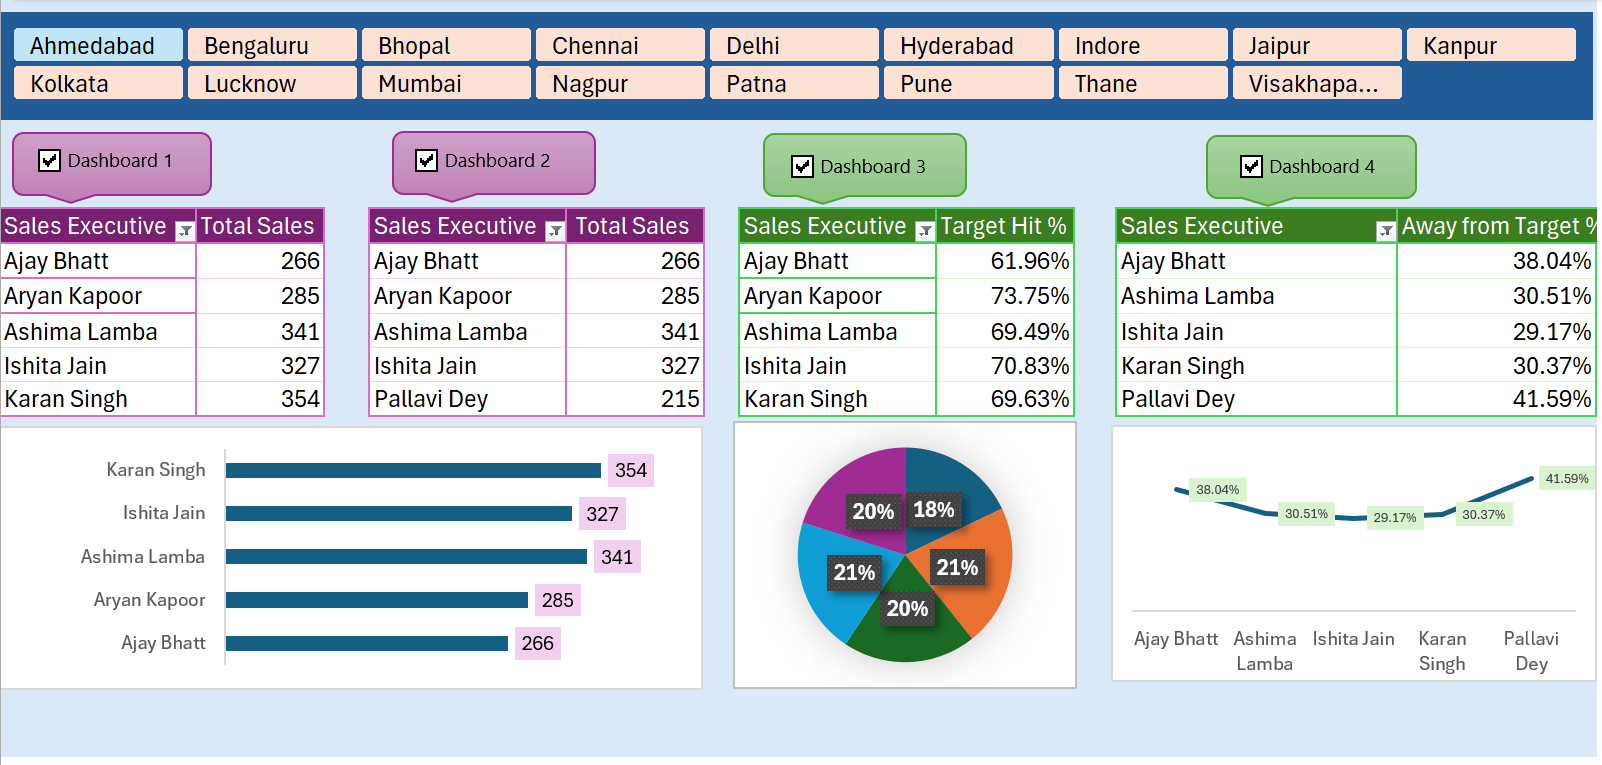 Ahmedabad Bengaluru Bhopal Chennai Delhi Hyderabad Indore Jaipur Kanpur
Kolkata Lucknow Mumbai Nagpur Patna Pune Thane Visakhapa...
Dashboard 1 Dashboard 2 Dashboard 3 Dashboard 4
Sales Executive Total Sales
Ajay Bhatt 266
Aryan Kapoor 285
Ashima Lamba 341
Ishita Jain 327
Karan Singh 354
Sales Executive Total Sales
Ajay Bhatt 266
Aryan Kapoor 285
Ashima Lamba 341
Ishita Jain 327
Pallavi Dey 215
Sales Executive Target Hit %
Ajay Bhatt 61.96%
Aryan Kapoor 73.75%
Ashima Lamba 69.49%
Ishita Jain 70.83%
Karan Singh 69.63%
Sales Executive Away from Target %
Ajay Bhatt 38.04%
Ashima Lamba 30.51%
Ishita Jain 29.17%
Karan Singh 30.37%
Pallavi Dey 41.59%
Karan Singh 354
Ishita Jain 327
Ashima Lamba 341
Aryan Kapoor 285
Ajay Bhatt 266
20% 18%
21% 21%
20%
38.04% 30.51% 29.17% 30.37% 41.59%
Ajay Bhatt Ashima Ishita Jain Karan Pallavi
Lamba Singh Dey